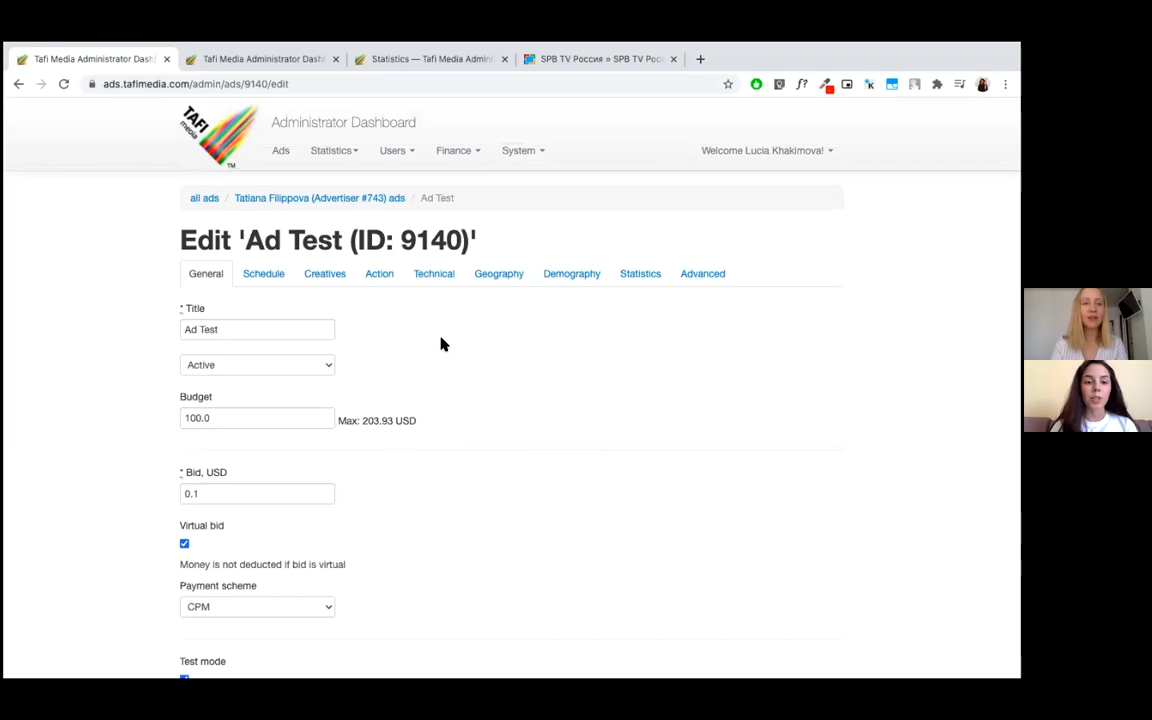 Tafi Media Administrator Dash
Tafi Media Administrator Dash
Statistics — Tafi Media Admini
SPB TV Россия » SPB TV Рос
ads.tafimedia.com/admin/ads/9140/edit
TAFI
media
TM
Administrator Dashboard
Ads Statistics Users Finance System
Welcome Lucia Khakimova!
all ads / Tatiana Filippova (Advertiser #743) ads / Ad Test
Edit 'Ad Test (ID: 9140)'
General Schedule Creatives Action Technical Geography Demography Statistics Advanced
* Title
Ad Test
Active
Budget
100.0 Max: 203.93 USD
* Bid, USD
0.1
Virtual bid
Money is not deducted if bid is virtual
Payment scheme
CPM
Test mode